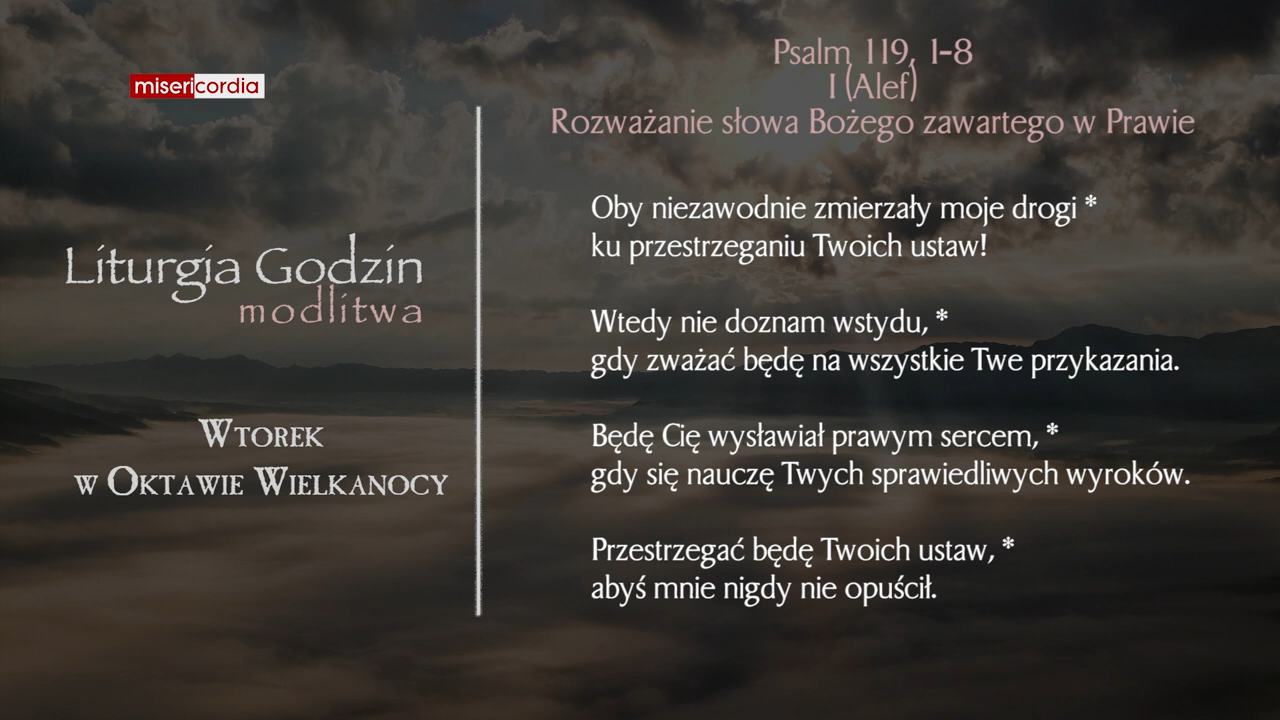 misericordia
Liturgia Godzin
modlitwa
Wtorek
w Oktawie Wielkanocy
Psalm 119, 1-8
I (Alef)
Rozważanie słowa Bożego zawartego w Prawie
Oby niezawodnie zmierzały moje drogi *
ku przestrzeganiu Twoich ustaw!
Wtedy nie doznam wstydu, *
gdy zważać będę na wszystkie Twe przykazania.
Będę Cię wysławiał prawym sercem, *
gdy się nauczę Twych sprawiedliwych wyroków.
Przestrzegać będę Twoich ustaw, *
abyś mnie nigdy nie opuścił.